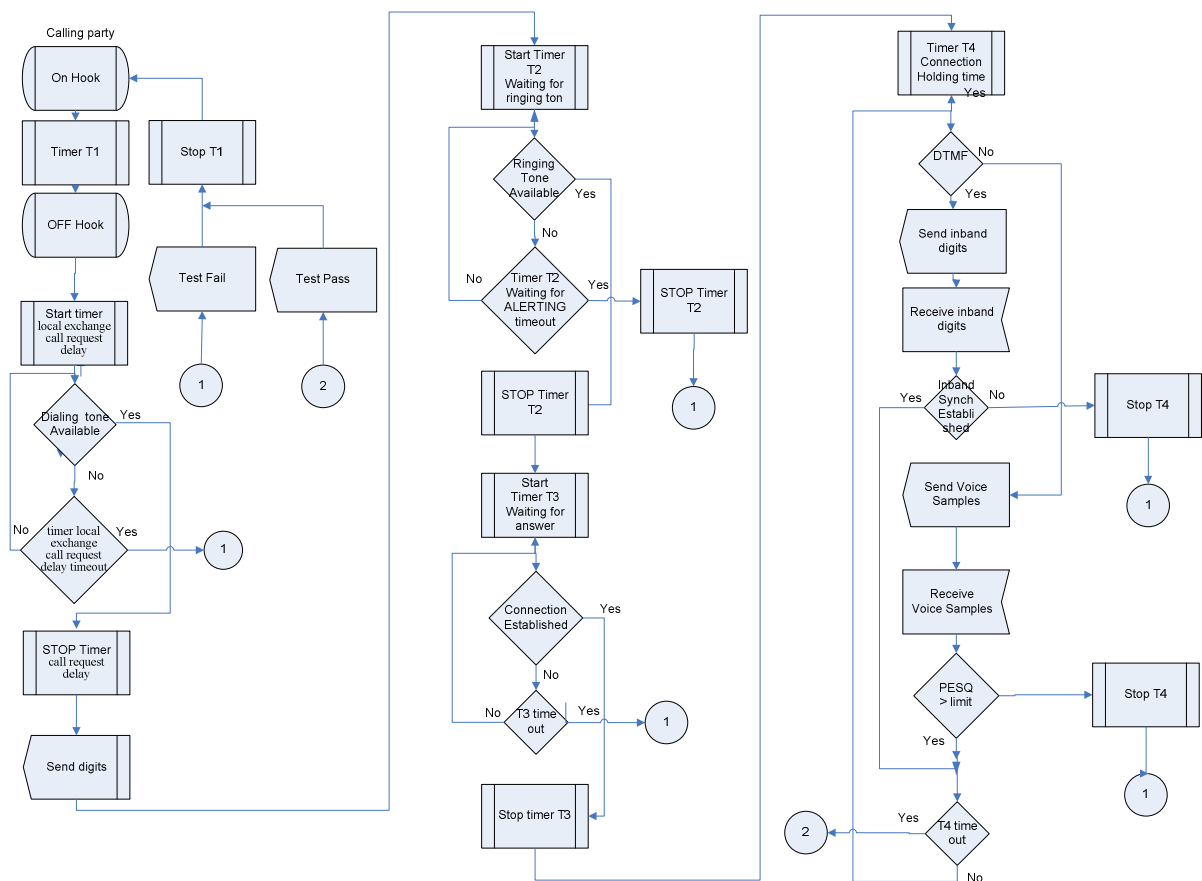 Calling party
On Hook
Timer T1
Stop T1
OFF Hook
Test Fail
Test Pass
Start timer
local exchange
call request
delay
1
2
Dialing tone
Available
Yes
No
timer local
exchange
call request
delay timeout
No
Yes
1
STOP Timer
call request
delay
Send digits
Start Timer
T2
Waiting for
ringing ton
Ringing
Tone
Available
Yes
No
Timer T2
Waiting for
ALERTING
timeout
No
Yes
STOP Timer
T2
1
STOP Timer
T2
Start
Timer T3
Waiting for
answer
Connection
Established
Yes
No
T3 time
out
No
Yes
1
Stop timer T3
Timer T4
Connection
Holding time
Yes
DTMF
No
Yes
Send inband
digits
Receive inband
digits
Inband
Synch
Establi
shed
Yes
No
Stop T4
1
Send Voice
Samples
Receive
Voice Samples
PESQ
> limit
Yes
Stop T4
1
T4 time
out
Yes
2
No